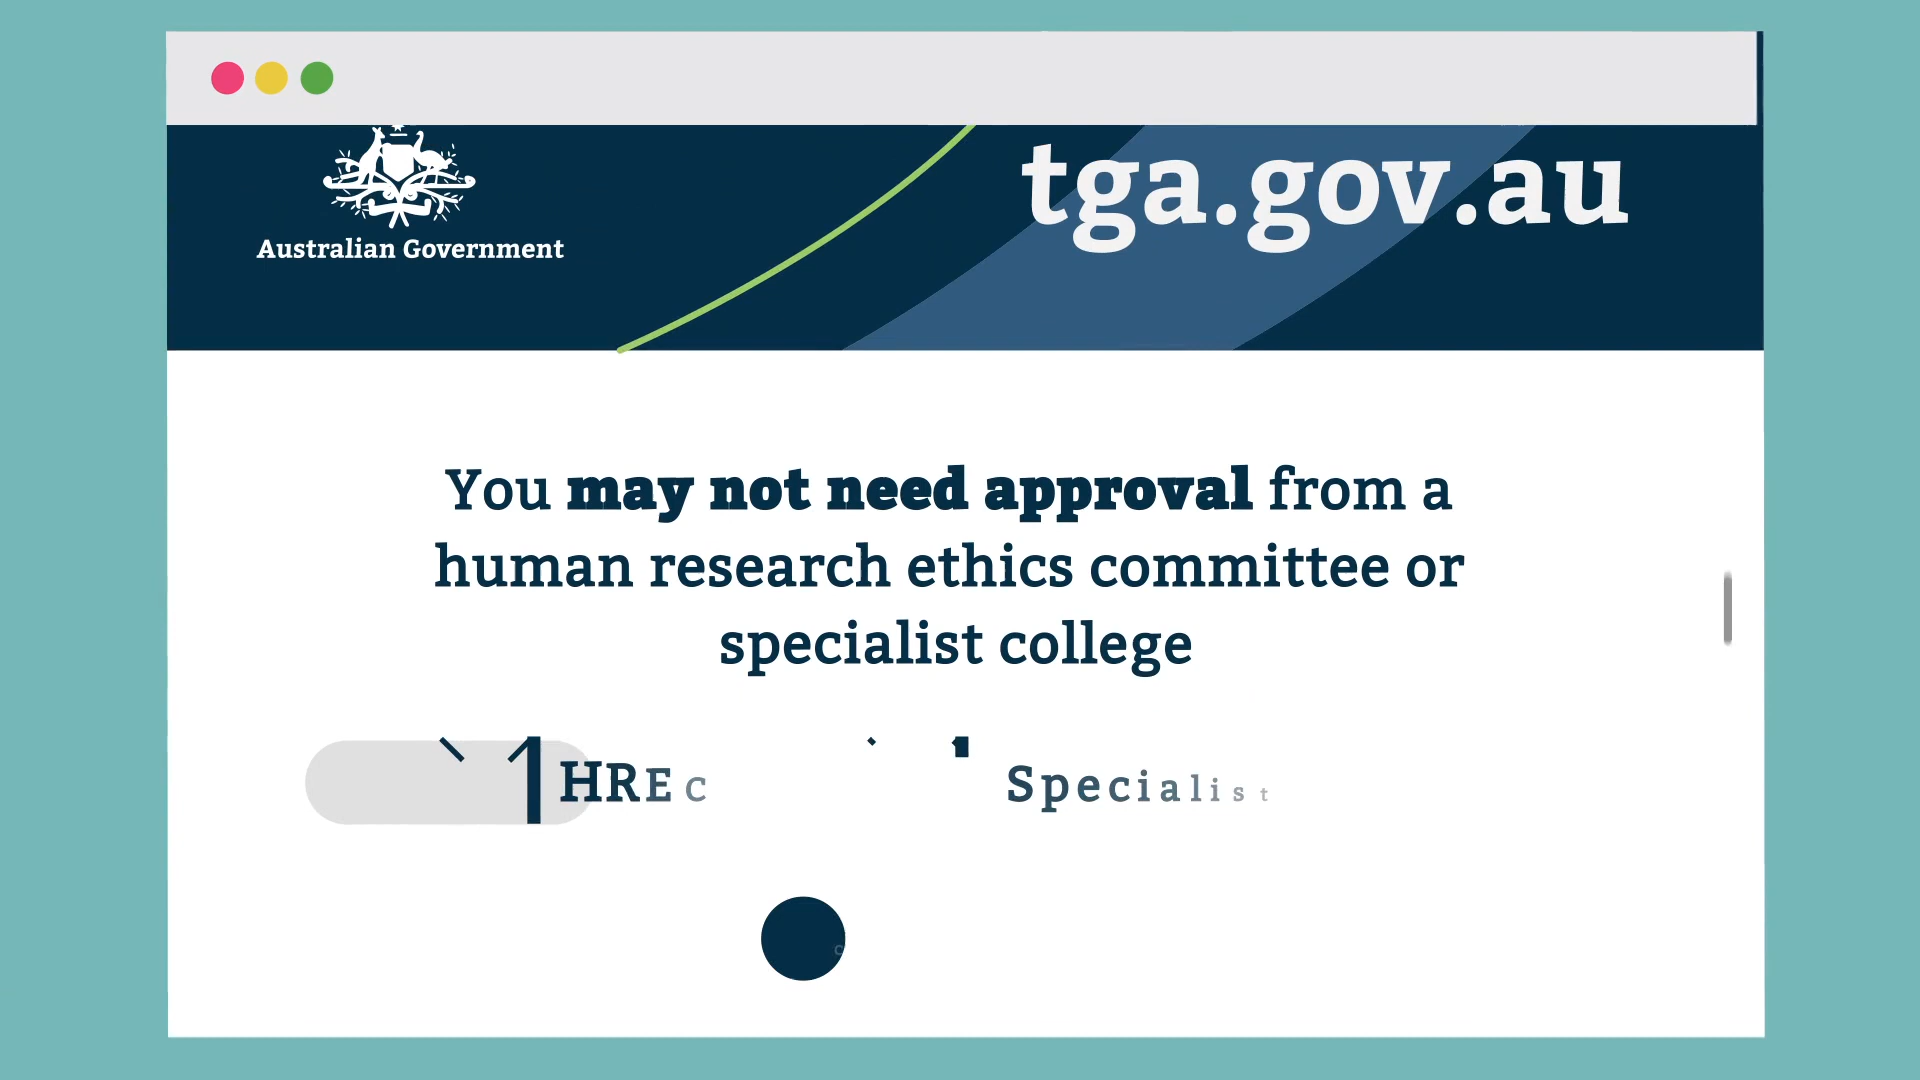 tga.gov.au
Australian Government
You may not need approval from a
human research ethics committee or
specialist college
HREC
Specialist